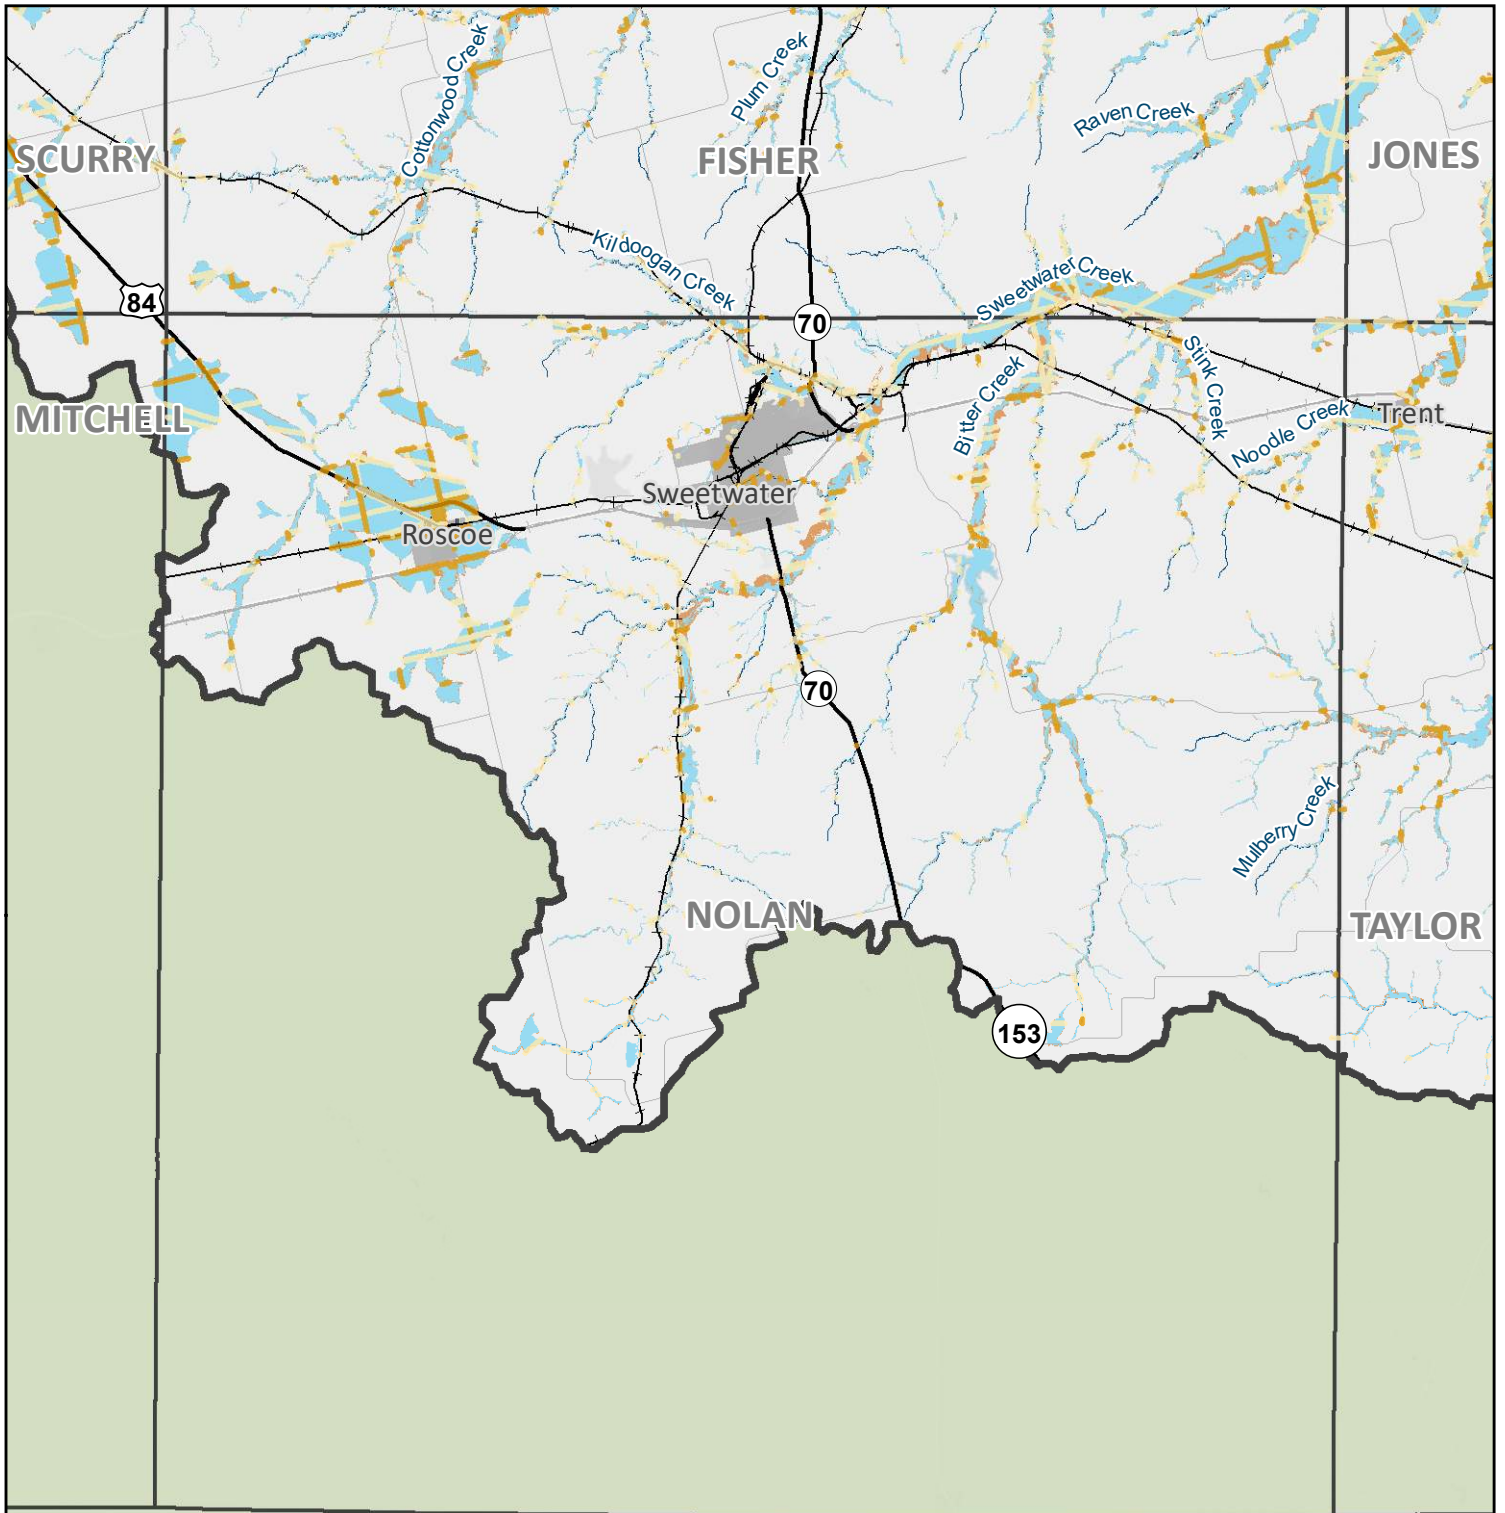 Cottonwood Creek
Plum Creek
Raven Creek
SCURRY
FISHER
JONES
Kildoogan Creek
Sweetwater Creek
84
70
Stink Creek
Bitter Creek
MITCHELL
Trent
Noodle Creek
Sweetwater
Roscoe
70
Mulberry Creek
NOLAN
TAYLOR
153